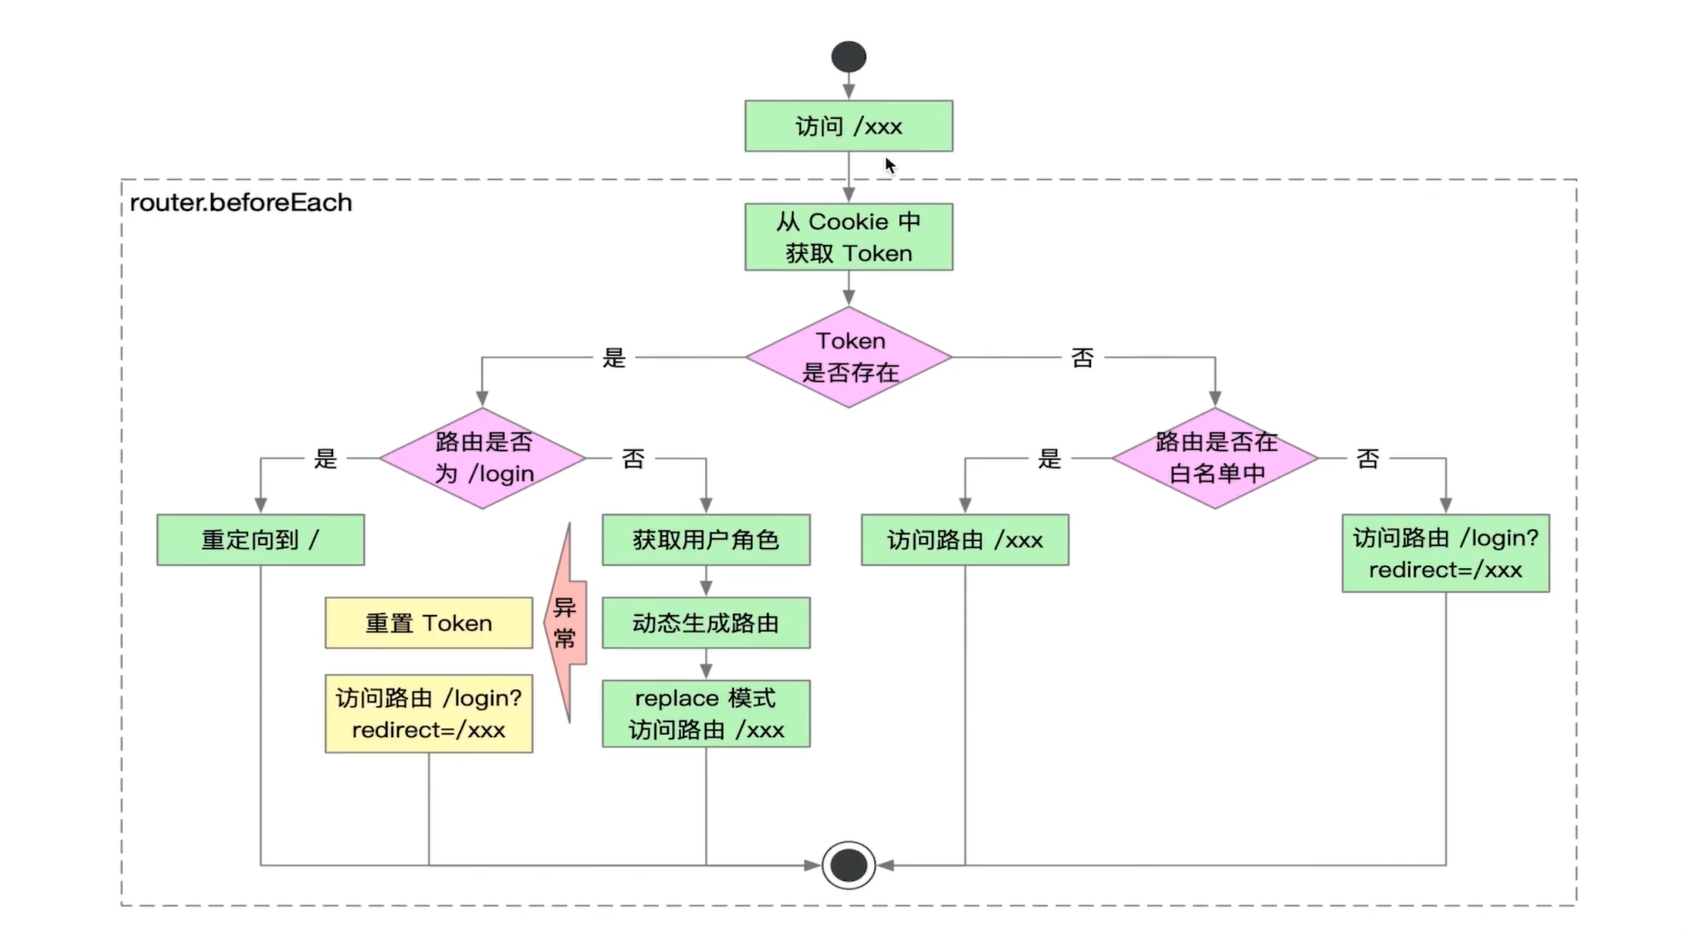 访问 /xxx
router.beforeEach
从 Cookie 中
获取 Token
Token
是否存在
是
否
路由是否
为 /login
路由是否在
白名单中
是
否
是
否
重定向到 /
获取用户角色
访问路由 /xxx
访问路由 /login?
redirect=/xxx
异
常
重置 Token
动态生成路由
访问路由 /login?
redirect=/xxx
replace 模式
访问路由 /xxx